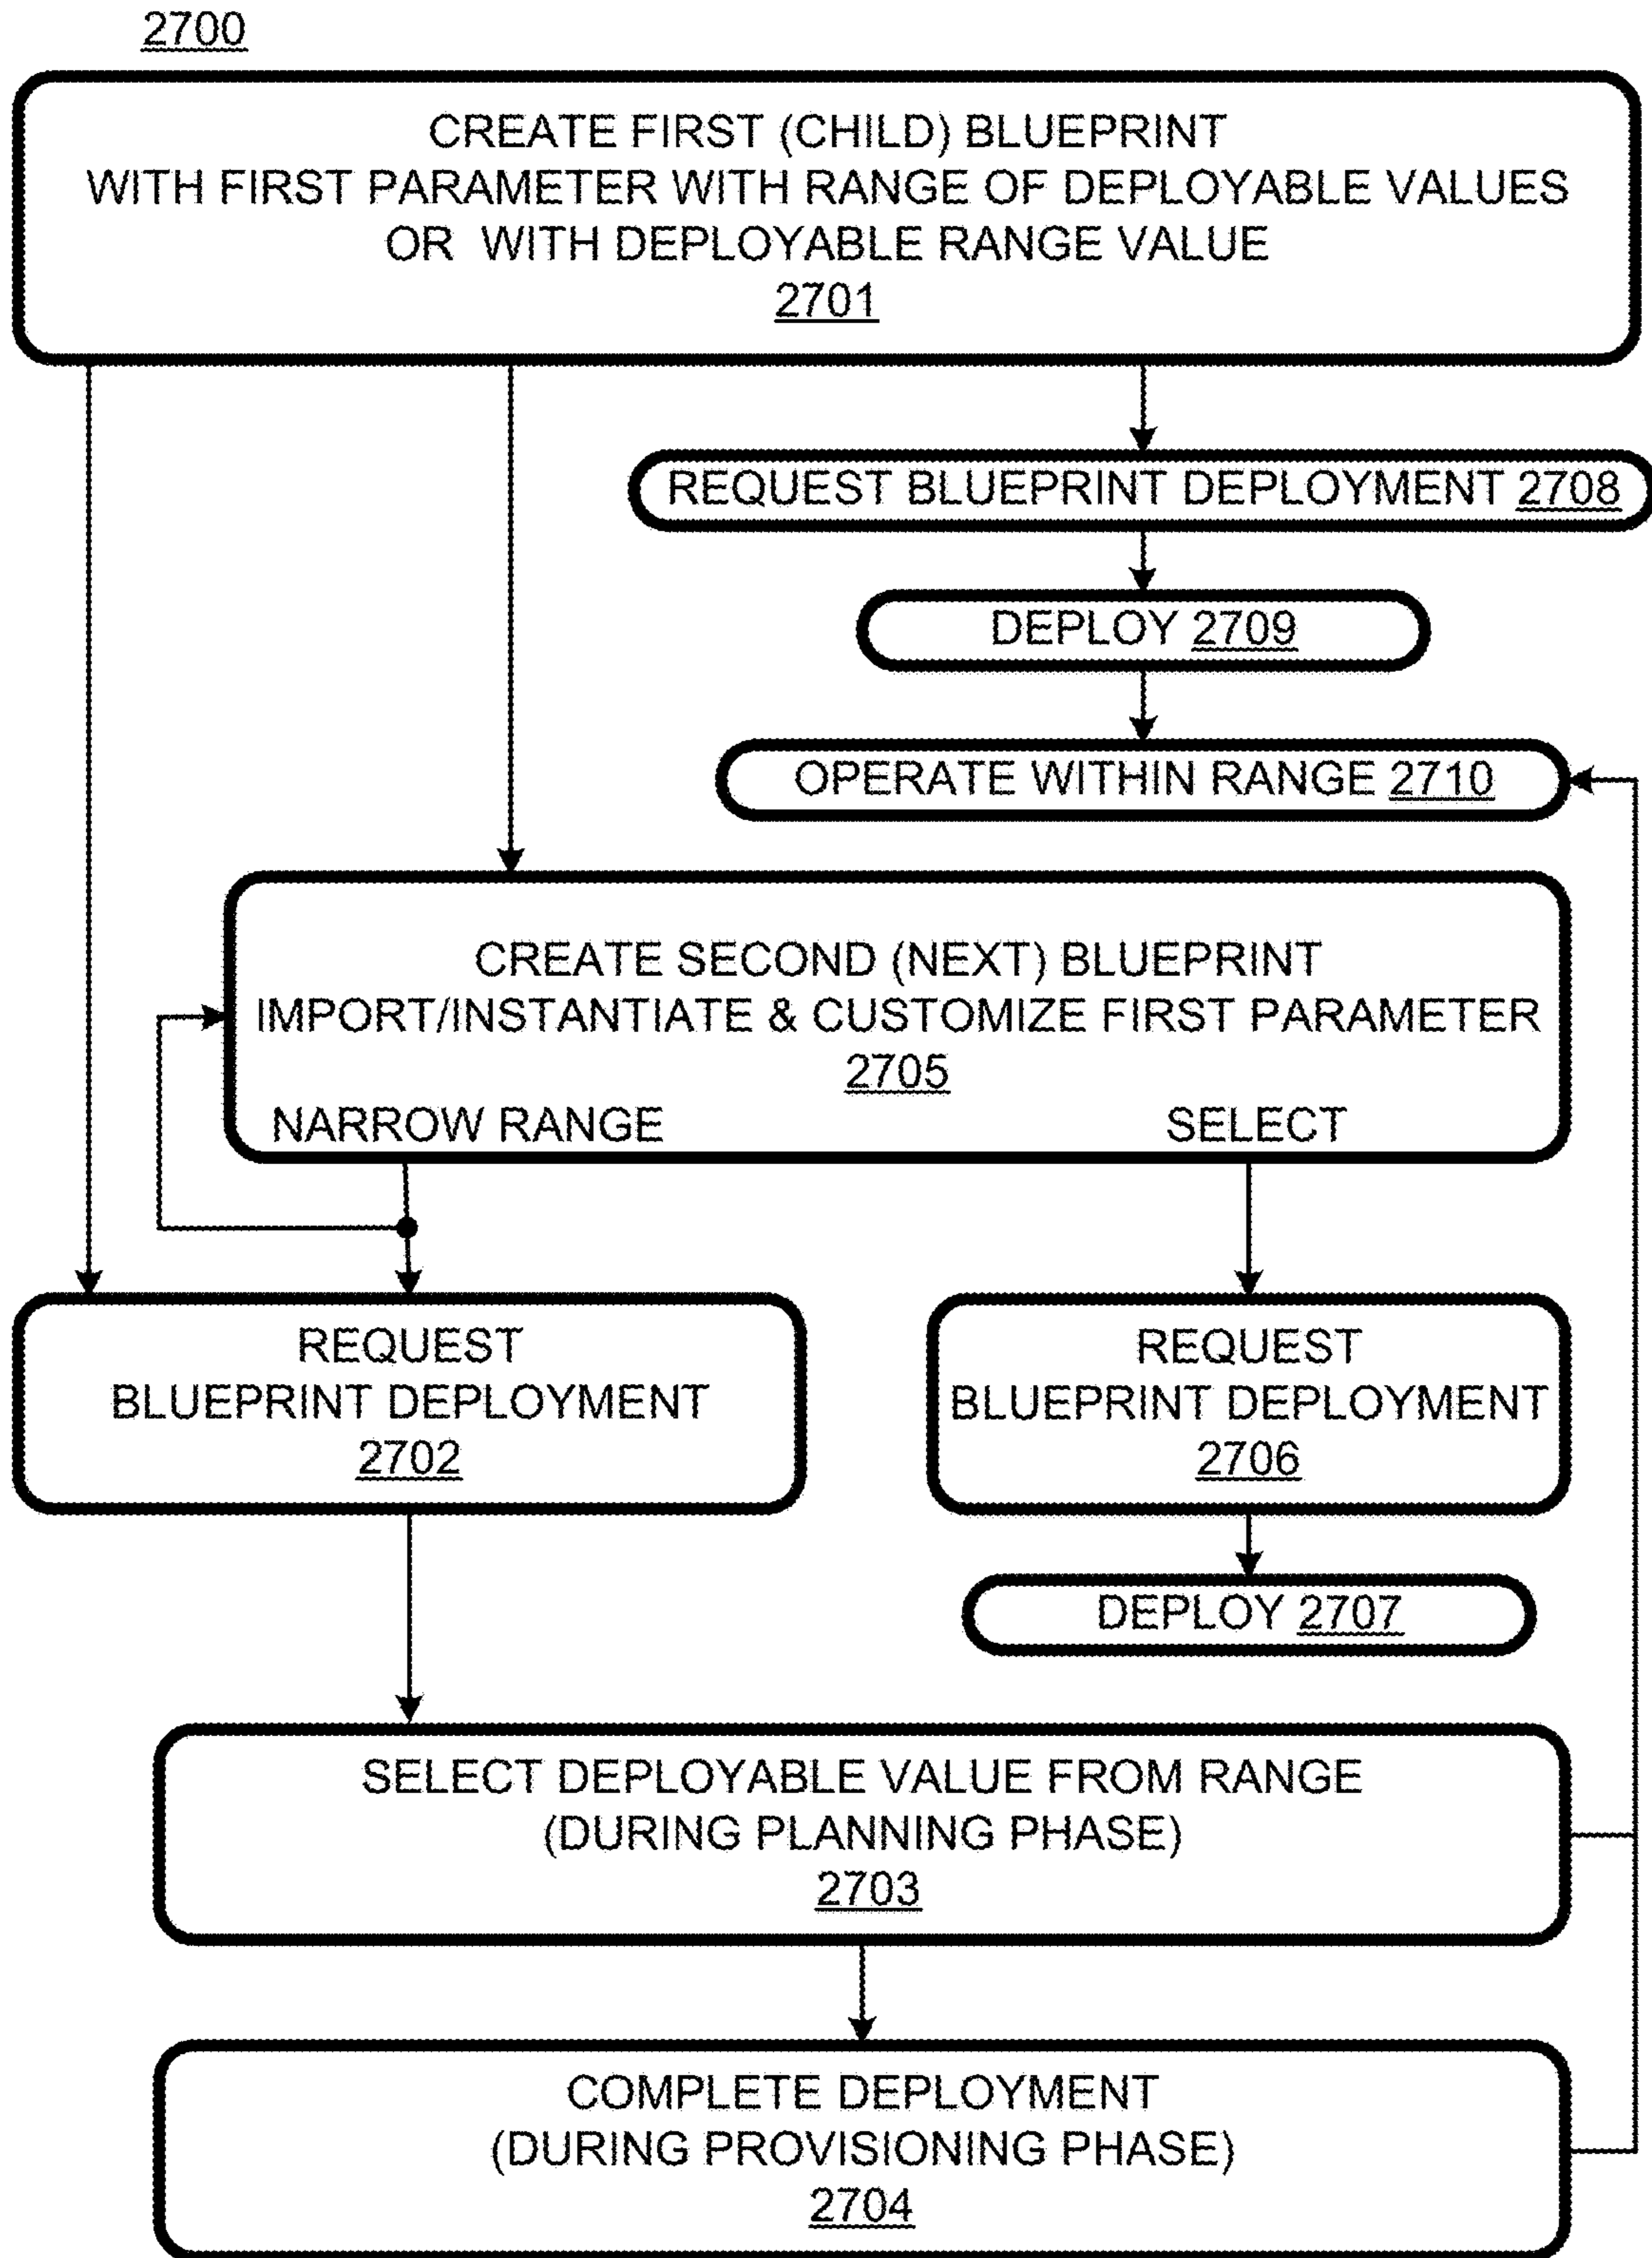 2700
CREATE FIRST (CHILD) BLUEPRINT
WITH FIRST PARAMETER WITH RANGE OF DEPLOYABLE VALUES
OR WITH DEPLOYABLE RANGE VALUE
2701
REQUEST BLUEPRINT DEPLOYMENT 2708
DEPLOY 2709
OPERATE WITHIN RANGE 2710
CREATE SECOND (NEXT) BLUEPRINT
IMPORT/INSTANTIATE & CUSTOMIZE FIRST PARAMETER
2705
NARROW RANGE
SELECT
REQUEST
BLUEPRINT DEPLOYMENT
2702
REQUEST
BLUEPRINT DEPLOYMENT
2706
DEPLOY 2707
SELECT DEPLOYABLE VALUE FROM RANGE
(DURING PLANNING PHASE)
2703
COMPLETE DEPLOYMENT
(DURING PROVISIONING PHASE)
2704